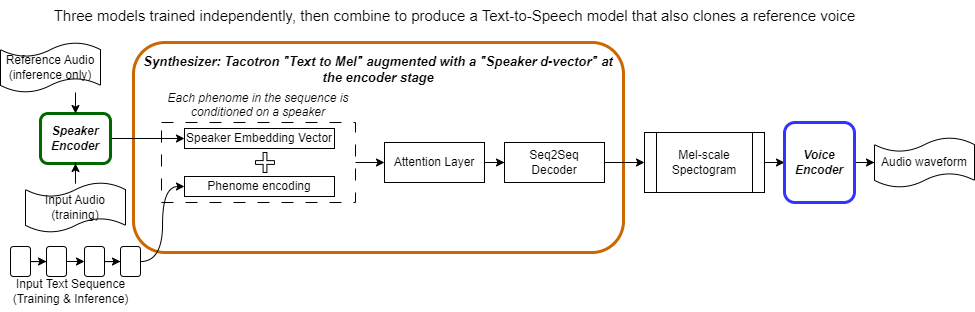 Three models trained independently, then combine to produce a Text-to-Speech model that also clones a reference voice
Reference Audio
(inference only)
Synthesizer: Tacotron "Text to Mel" augmented with a "Speaker d-vector" at
the encoder stage
Each phenome in the sequence is
conditioned on a speaker
Speaker
Encoder
Speaker Embedding Vector
Phenome encoding
Attention Layer
Seq2Seq
Decoder
Mel-scale
Spectogram
Voice
Encoder
Audio waveform
Input Audio
(training)
Input Text Sequence
(Training & Inference)